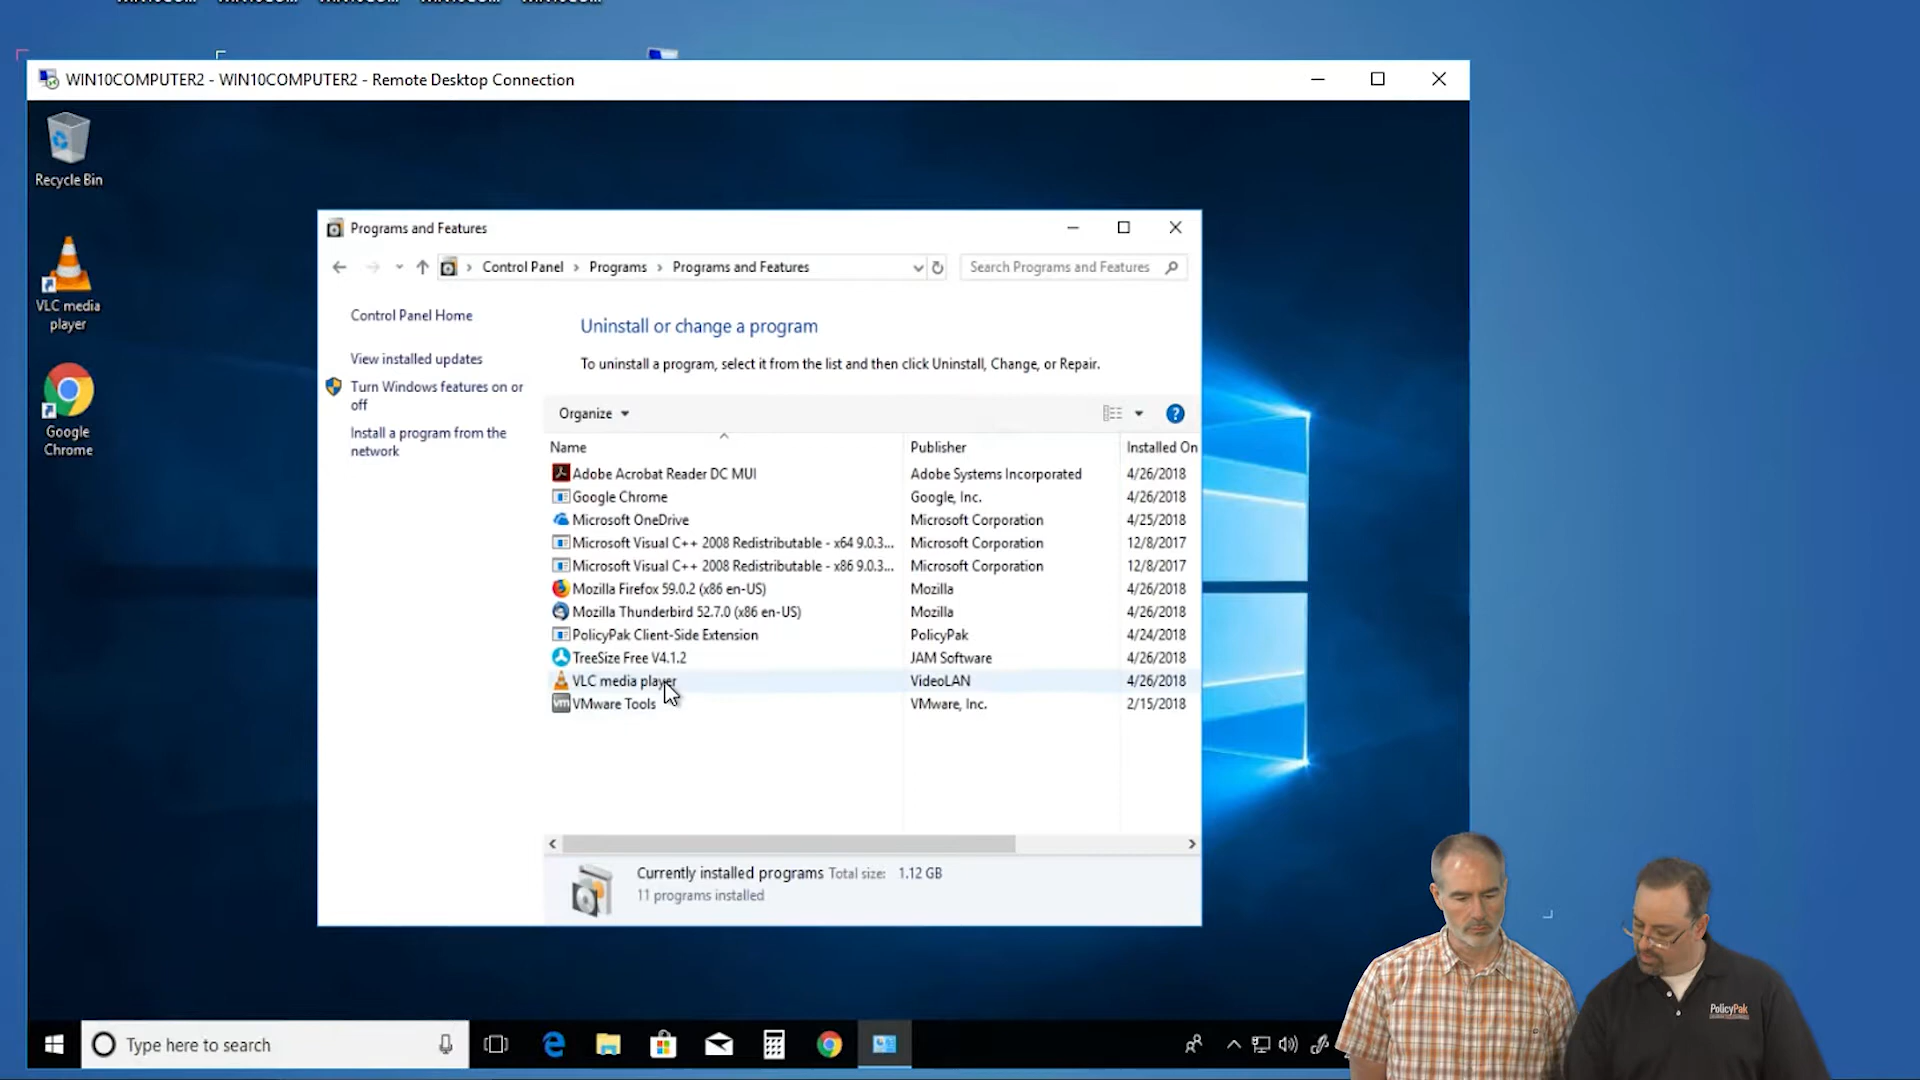 WIN10COMPUTER2 - WIN10COMPUTER2 - Remote Desktop Connection
Recycle Bin
VLC media
player
Google
Chrome
Programs and Features
Control Panel > Programs > Programs and Features
Search Programs and Features
Control Panel Home
View installed updates
Turn Windows features on or
off
Install a program from the
network
Uninstall or change a program
To uninstall a program, select it from the list and then click Uninstall, Change, or Repair.
Organize
Name Publisher Installed On
Adobe Acrobat Reader DC MUI Adobe Systems Incorporated 4/26/2018
Google Chrome Google, Inc. 4/26/2018
Microsoft OneDrive Microsoft Corporation 4/25/2018
Microsoft Visual C++ 2008 Redistributable - x64 9.0.3... Microsoft Corporation 12/8/2017
Microsoft Visual C++ 2008 Redistributable - x86 9.0.3... Microsoft Corporation 12/8/2017
Mozilla Firefox 59.0.2 (x86 en-US) Mozilla 4/26/2018
Mozilla Thunderbird 52.7.0 (x86 en-US) Mozilla 4/26/2018
PolicyPak Client-Side Extension PolicyPak 4/24/2018
TreeSize Free V4.1.2 JAM Software 4/26/2018
VLC media player VideoLAN 4/26/2018
vm VMware Tools VMware, Inc. 2/15/2018
Currently installed programs Total size: 1.12 GB
11 programs installed
Type here to search
PolicyPak